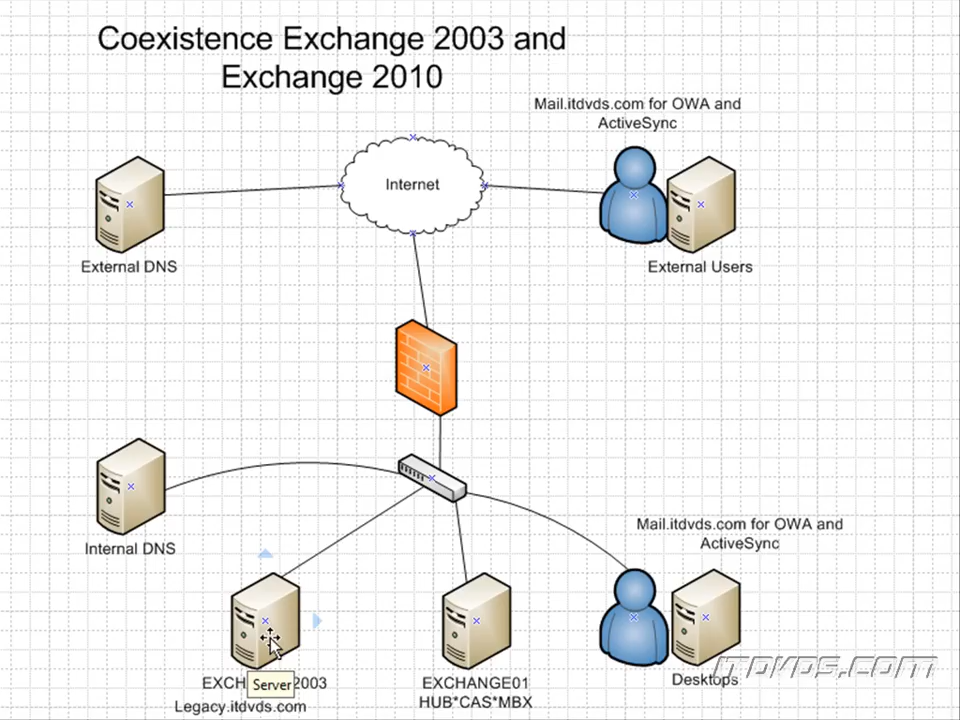 Coexistence Exchange 2003 and
Exchange 2010
Mail.itdvds.com for OWA and
ActiveSync
Internet
External DNS
External Users
Mail.itdvds.com for OWA and
ActiveSync
Internal DNS
EXCH 2003
Server
Legacy.itdvds.com
EXCHANGE01
HUB*CAS*MBX
Desktops
ITDVDS.COM